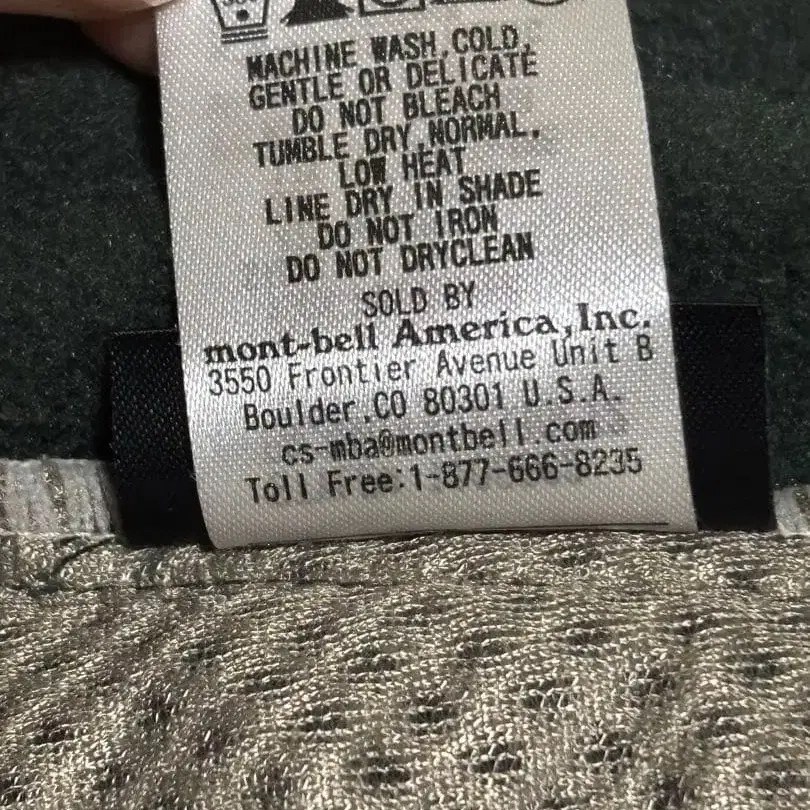 MACHINE WASH,COLD,
GENTLE OR DELICATE
DO NOT BLEACH
TUMBLE DRY,NORMAL,
LOW HEAT
LINE DRY IN SHADE
DO NOT IRON
DO NOT DRYCLEAN
SOLD BY
mont-bell America,Inc.
3550 Frontier Avenue Unit B
Boulder,CO 80301 U.S.A.
cs-mba@montbell.com
Toll Free:1-877-666-8235